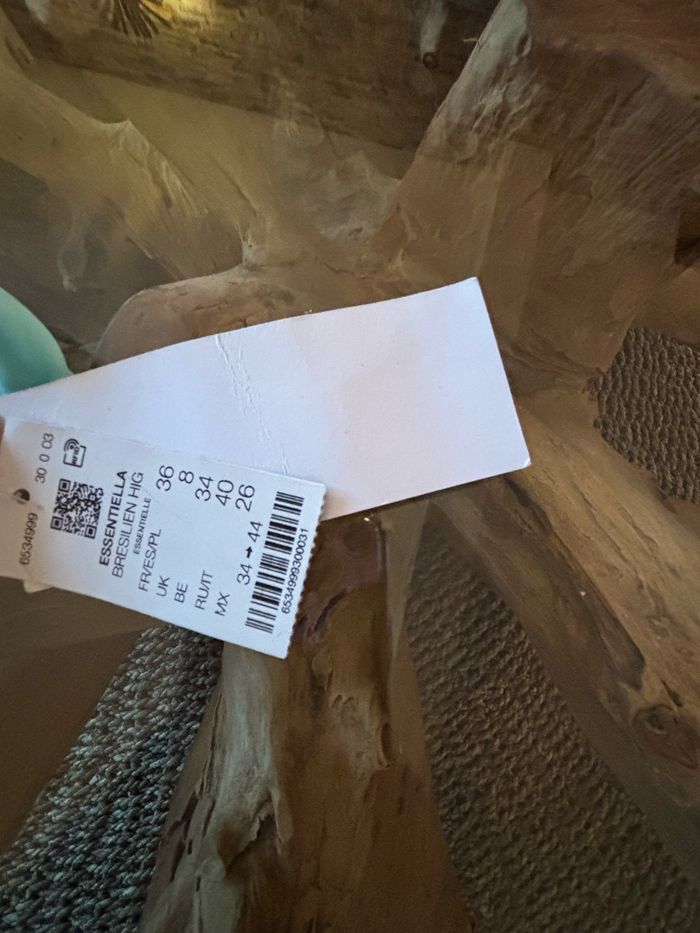 6534999 30 0 03
RFID
ESSENTIELLA
BRESILIEN HIG
ESSENTIELLE
FR/ES/PL 36
UK 8
BE 34
RU/IT 40
MX 26
34 → 44
6534999300031